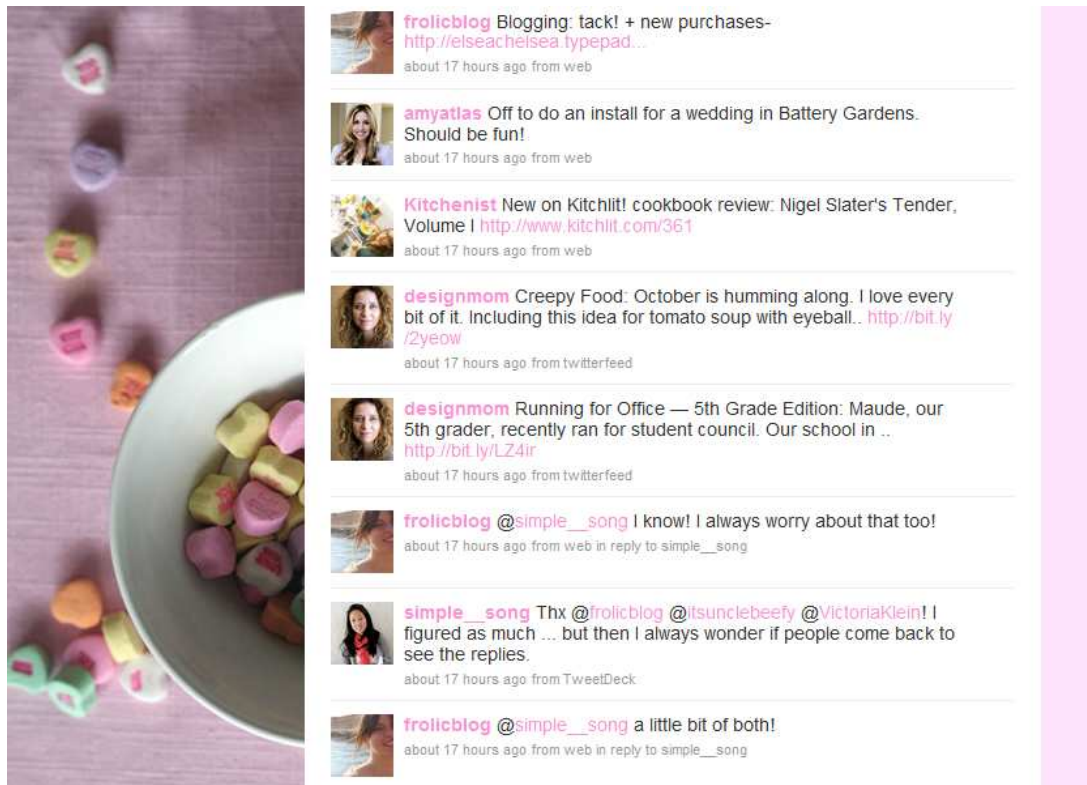 frolicblog Blogging: tack! + new purchases-
http://elseachelsea.typepad...
about 17 hours ago from web
amyatlas Off to do an install for a wedding in Battery Gardens.
Should be fun!
about 17 hours ago from web
Kitchenist New on Kitchlit! cookbook review: Nigel Slater's Tender,
Volume I http://www.kitchlit.com/361
about 17 hours ago from web
designmom Creepy Food: October is humming along. I love every
bit of it. Including this idea for tomato soup with eyeball.. http://bit.ly
/2yeow
about 17 hours ago from twitterfeed
designmom Running for Office — 5th Grade Edition: Maude, our
5th grader, recently ran for student council. Our school in ..
http://bit.ly/LZ4ir
about 17 hours ago from twitterfeed
frolicblog @simple__song I know! I always worry about that too!
about 17 hours ago from web in reply to simple__song
simple__song Thx @frolicblog @itsunclebeefy @VictoriaKlein! I
figured as much ... but then I always wonder if people come back to
see the replies.
about 17 hours ago from TweetDeck
frolicblog @simple__song a little bit of both!
about 17 hours ago from web in reply to simple__song